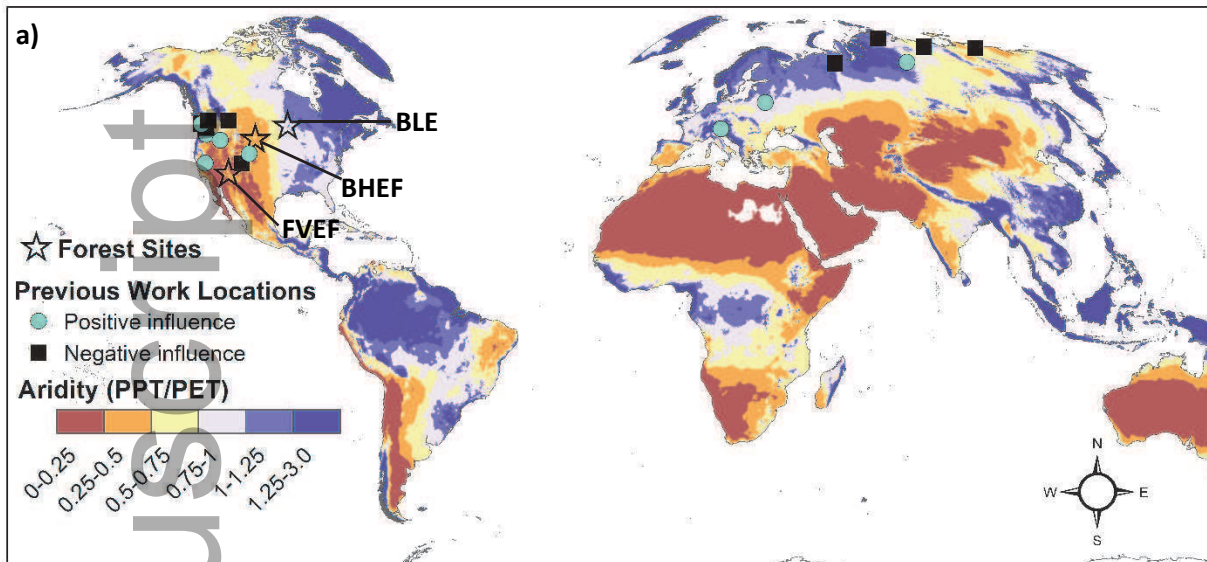 a)
BLE
BHEF
FVEF
Forest Sites
Previous Work Locations
Positive influence
Negative influence
Aridity (PPT/PET)
0-0.25
0.25-0.5
0.5-0.75
0.75-1
1-1.25
1.25-3.0
N
W
E
S